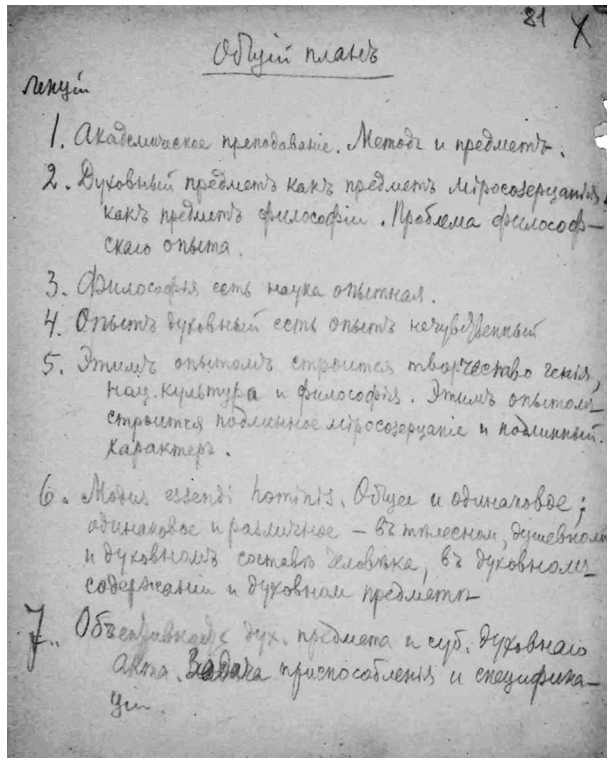 81
Общій планъ
лекцій
1. Академическое преподаваніе. Методъ и предметъ.
2. Духовный предметъ какъ предметъ міросозерцанія,
какъ предметъ философіи. Проблема философ-
скаго опыта.
3. Философія есть наука опытная.
4. Опытъ духовный есть опытъ нечувственный
5. Этимъ опытомъ строится творчество генія,
нац. культура и философія. Этимъ опытомъ
строится подлинное міросозерцаніе и подлинный
характеръ.
6. Modus essendi hominis. Общее и одинаковое;
одинаковое и различное – въ тѣлесном, душевномъ
и духовномъ составѣ человѣка, въ духовномъ
содержаніи и духовном предметѣ
7. Объективность дух. предмета и суб. духовнаго
акта. Задача приспособленія и специфика-
ціи.